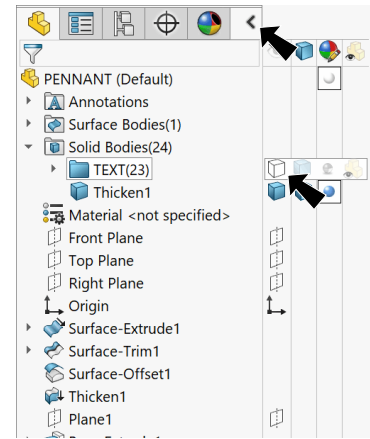 PENNANT (Default)
Annotations
Surface Bodies(1)
Solid Bodies(24)
TEXT(23)
Thicken1
Material <not specified>
Front Plane
Top Plane
Right Plane
Origin
Surface-Extrude1
Surface-Trim1
Surface-Offset1
Thicken1
Plane1